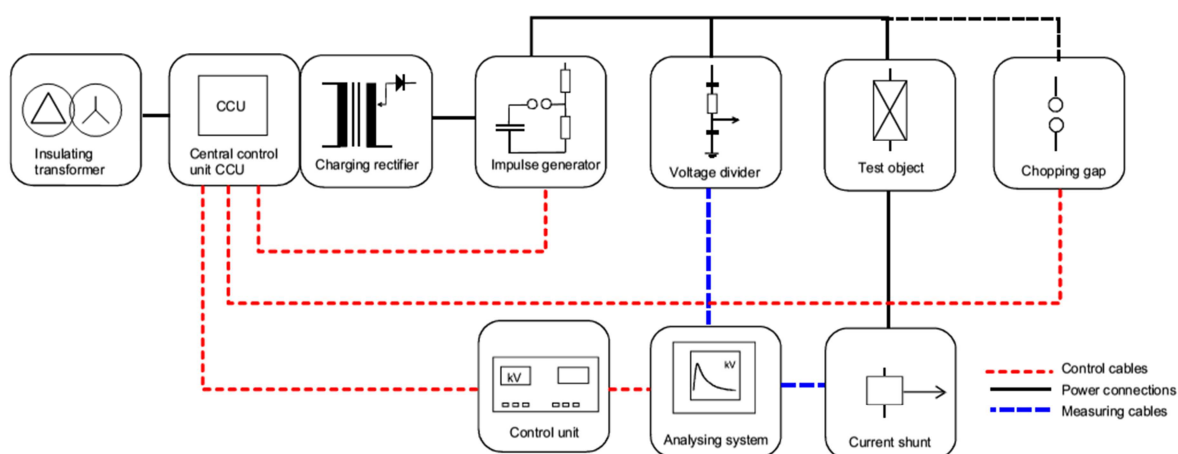 CCU
Insulating
transformer
Central control
unit CCU
Charging rectifier
Impulse generator
Voltage divider
Test object
Chopping gap
kV
Control unit
kV
Analysing system
Current shunt
Control cables
Power connections
Measuring cables